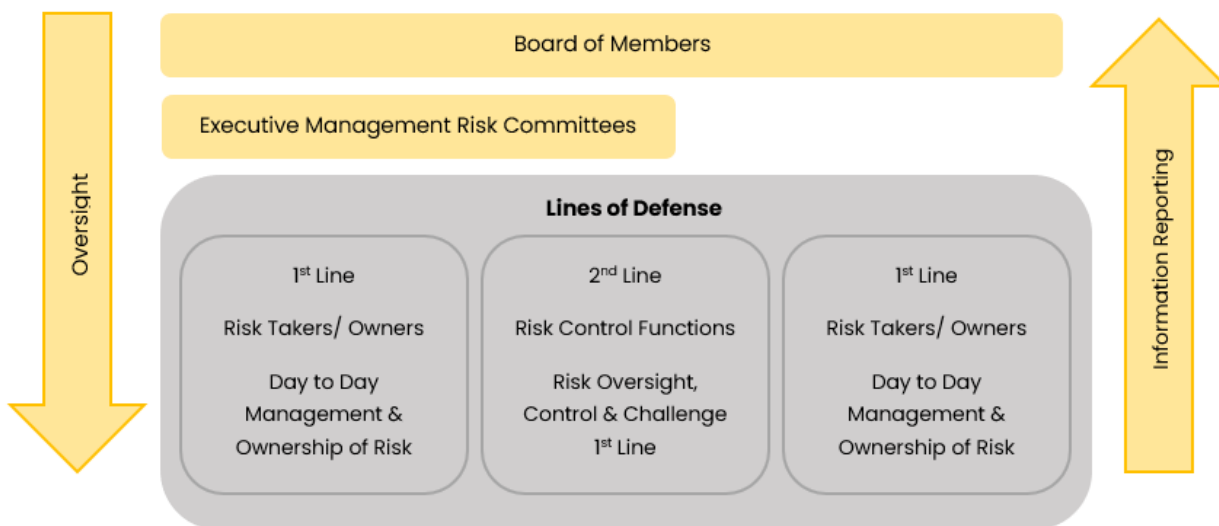 Board of Members
Executive Management Risk Committees
Oversight
Information Reporting
Lines of Defense
1st Line
Risk Takers/ Owners
Day to Day
Management &
Ownership of Risk
2nd Line
Risk Control Functions
Risk Oversight,
Control & Challenge
1st Line
1st Line
Risk Takers/ Owners
Day to Day
Management &
Ownership of Risk